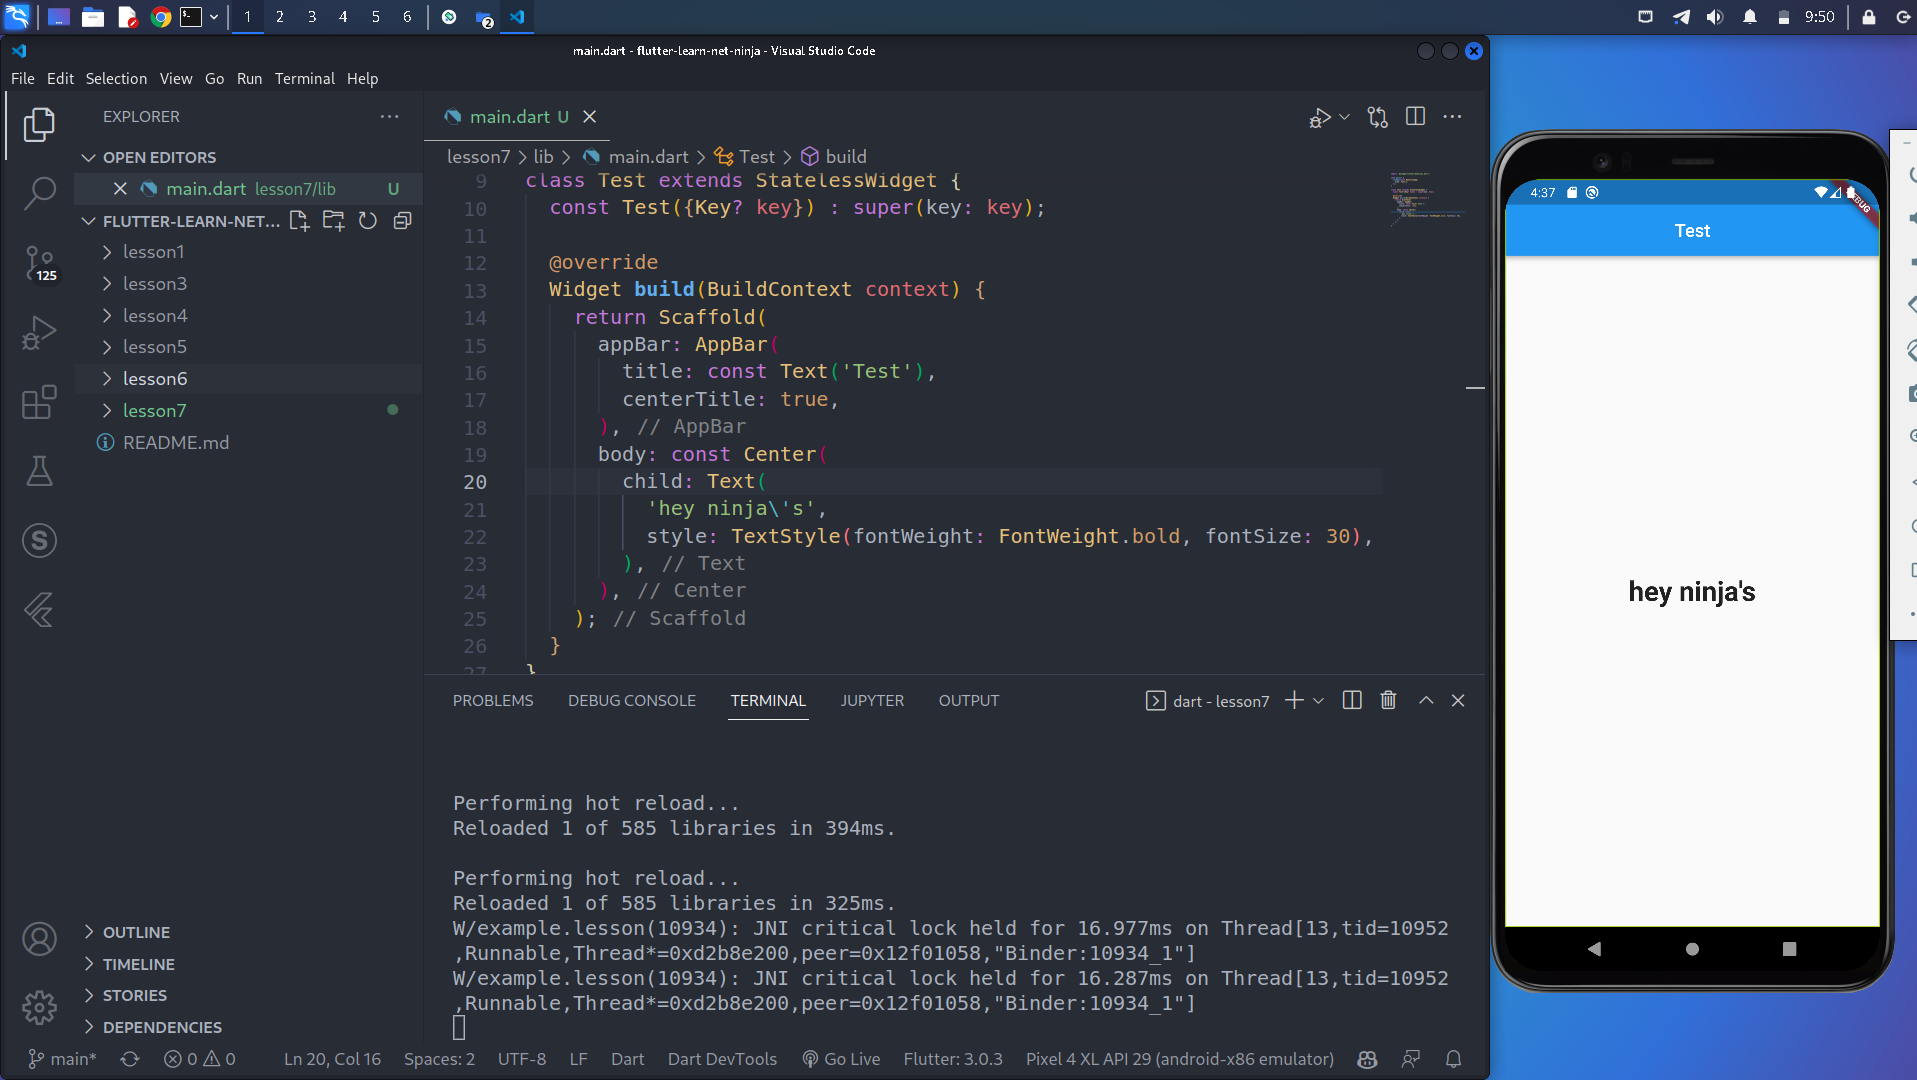 1 2 3 4 5 6
2
9:50
main.dart - flutter-learn-net-ninja - Visual Studio Code
File Edit Selection View Go Run Terminal Help
EXPLORER
OPEN EDITORS
main.dart lesson7/lib U
FLUTTER-LEARN-NET...
lesson1
lesson3
lesson4
lesson5
lesson6
lesson7
README.md
125
OUTLINE
TIMELINE
STORIES
DEPENDENCIES
main.dart U
lesson7 > lib > main.dart > Test > build
9 class Test extends StatelessWidget {
10 const Test({Key? key}) : super(key: key);
11
12 @override
13 Widget build(BuildContext context) {
14 return Scaffold(
15 appBar: AppBar(
16 title: const Text('Test'),
17 centerTitle: true,
18 ), // AppBar
19 body: const Center(
20 child: Text(
21 'hey ninja\'s',
22 style: TextStyle(fontWeight: FontWeight.bold, fontSize: 30),
23 ), // Text
24 ), // Center
25 ); // Scaffold
26 }
27 }
PROBLEMS DEBUG CONSOLE TERMINAL JUPYTER OUTPUT
dart - lesson7
Performing hot reload...
Reloaded 1 of 585 libraries in 394ms.
Performing hot reload...
Reloaded 1 of 585 libraries in 325ms.
W/example.lesson(10934): JNI critical lock held for 16.977ms on Thread[13,tid=10952
,Runnable,Thread*=0xd2b8e200,peer=0x12f01058,"Binder:10934_1"]
W/example.lesson(10934): JNI critical lock held for 16.287ms on Thread[13,tid=10952
,Runnable,Thread*=0xd2b8e200,peer=0x12f01058,"Binder:10934_1"]
main* 0 0 Ln 20, Col 16 Spaces: 2 UTF-8 LF Dart Dart DevTools Go Live Flutter: 3.0.3 Pixel 4 XL API 29 (android-x86 emulator)
4:37
Test
hey ninja's